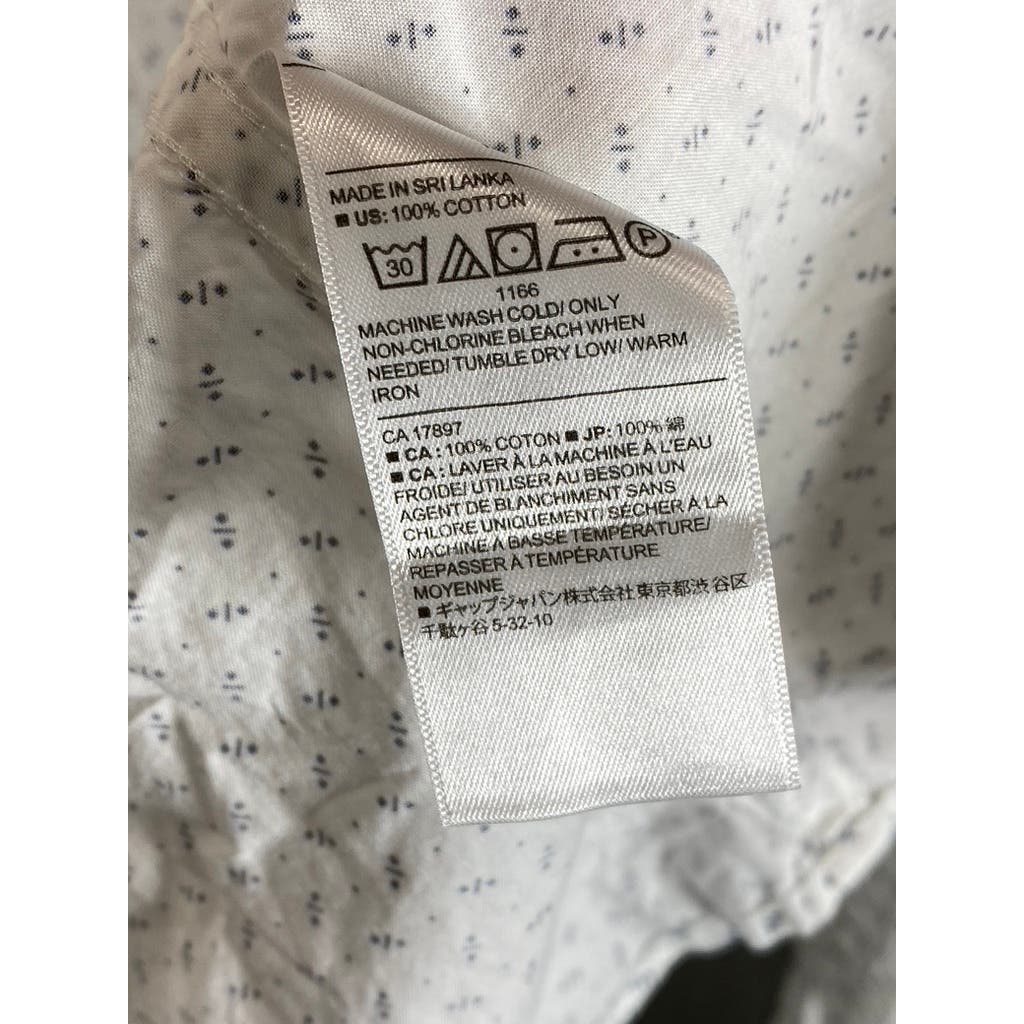 MADE IN SRI LANKA
■ US: 100% COTTON
30 P
1166
MACHINE WASH COLD/ ONLY
NON-CHLORINE BLEACH WHEN
NEEDED/ TUMBLE DRY LOW/ WARM
IRON
CA 17897
■ CA : 100% COTON ■ JP: 100% 綿
■ CA : LAVER À LA MACHINE À L'EAU
FROIDE/ UTILISER AU BESOIN UN
AGENT DE BLANCHIMENT SANS
CHLORE UNIQUEMENT/ SÉCHER À LA
MACHINE À BASSE TEMPÉRATURE/
REPASSER À TEMPÉRATURE
MOYENNE
■ ギャップジャパン株式会社東京都渋谷区
千駄ヶ谷 5-32-10